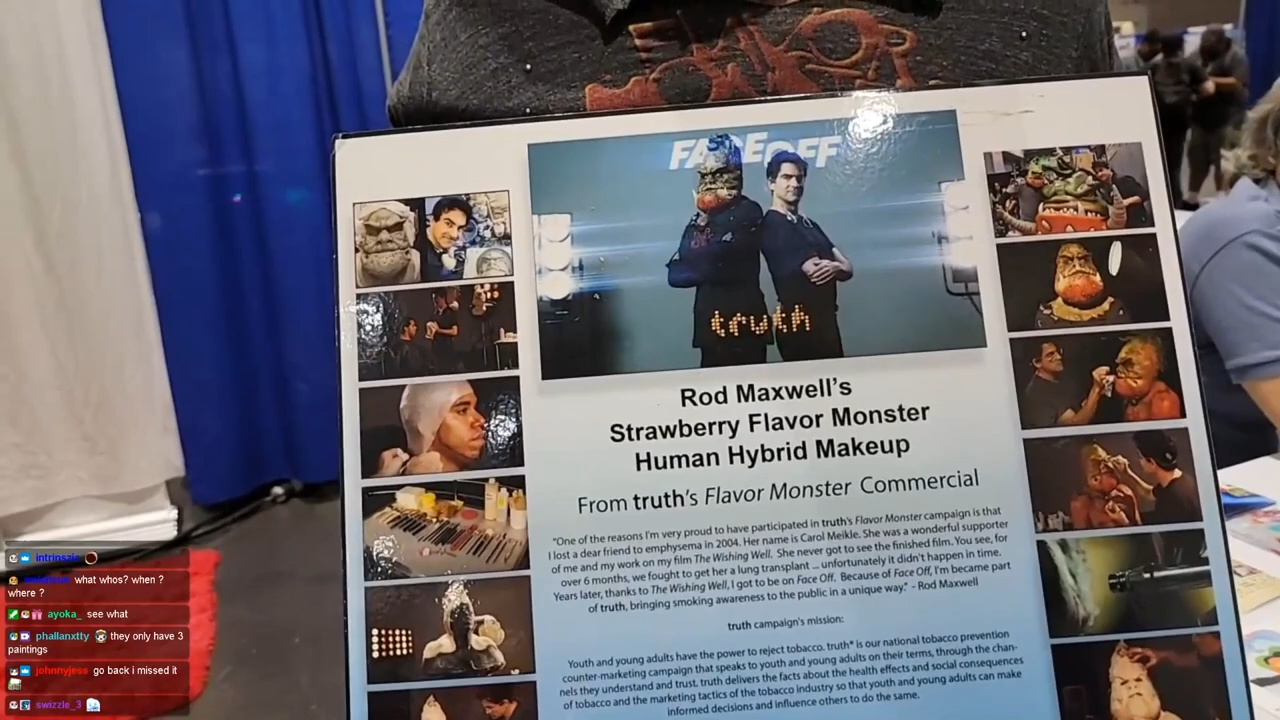 FLAVOR
MONSTER
FACE OFF
truth
Rod Maxwell's
Strawberry Flavor Monster
Human Hybrid Makeup
From truth's Flavor Monster Commercial
"One of the reasons I'm very proud to have participated in truth's Flavor Monster campaign is that
I lost a dear friend to emphysema in 2004. Her name is Carol Meikle. She was a wonderful supporter
of me and my work on my film The Wishing Well. She never got to see the finished film. You see, for
over 6 months, we fought to get her a lung transplant ... unfortunately it didn't happen in time.
Years later, thanks to The Wishing Well, I got to be on Face Off. Because of Face Off, I'm became part
of truth, bringing smoking awareness to the public in a unique way." - Rod Maxwell
truth campaign's mission:
Youth and young adults have the power to reject tobacco. truth® is our national tobacco prevention
counter-marketing campaign that speaks to youth and young adults on their terms, through the chan-
nels they understand and trust. truth delivers the facts about the health effects and social consequences
of tobacco and the marketing tactics of the tobacco industry so that youth and young adults can make
informed decisions and influence others to do the same.
intrinszia
what whos? when ?
where ?
ayoka_ see what
phallanxtty they only have 3
paintings
johnnyjess go back i missed it
swizzle_3